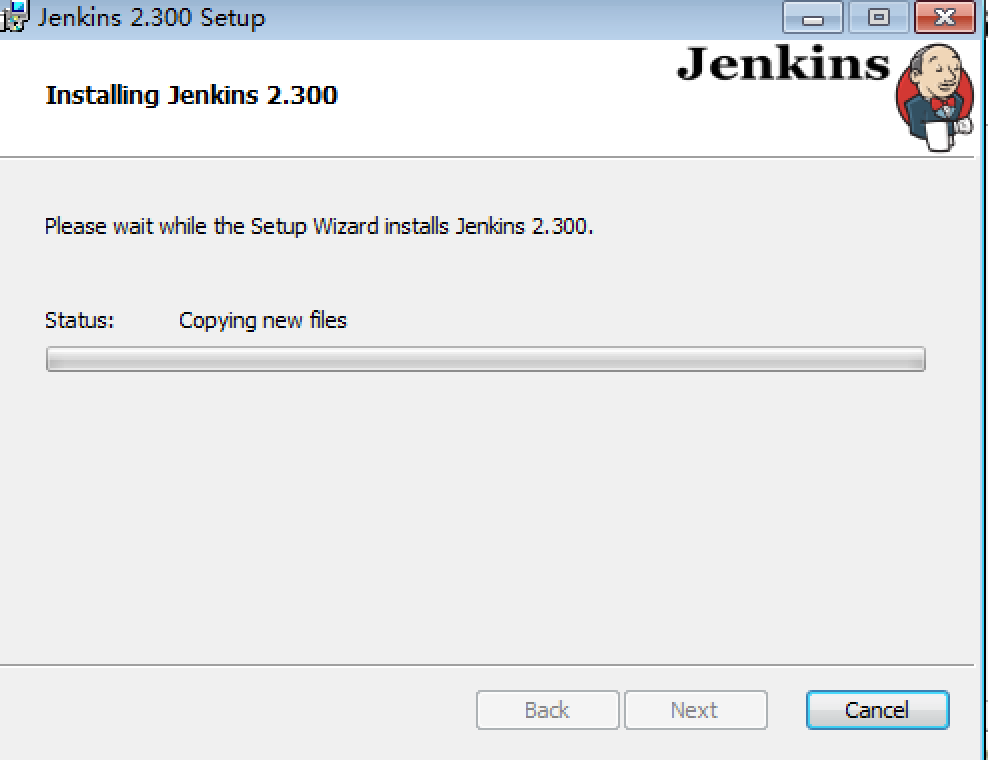 Jenkins 2.300 Setup
Jenkins
Installing Jenkins 2.300
Please wait while the Setup Wizard installs Jenkins 2.300.
Status: Copying new files
Back Next Cancel